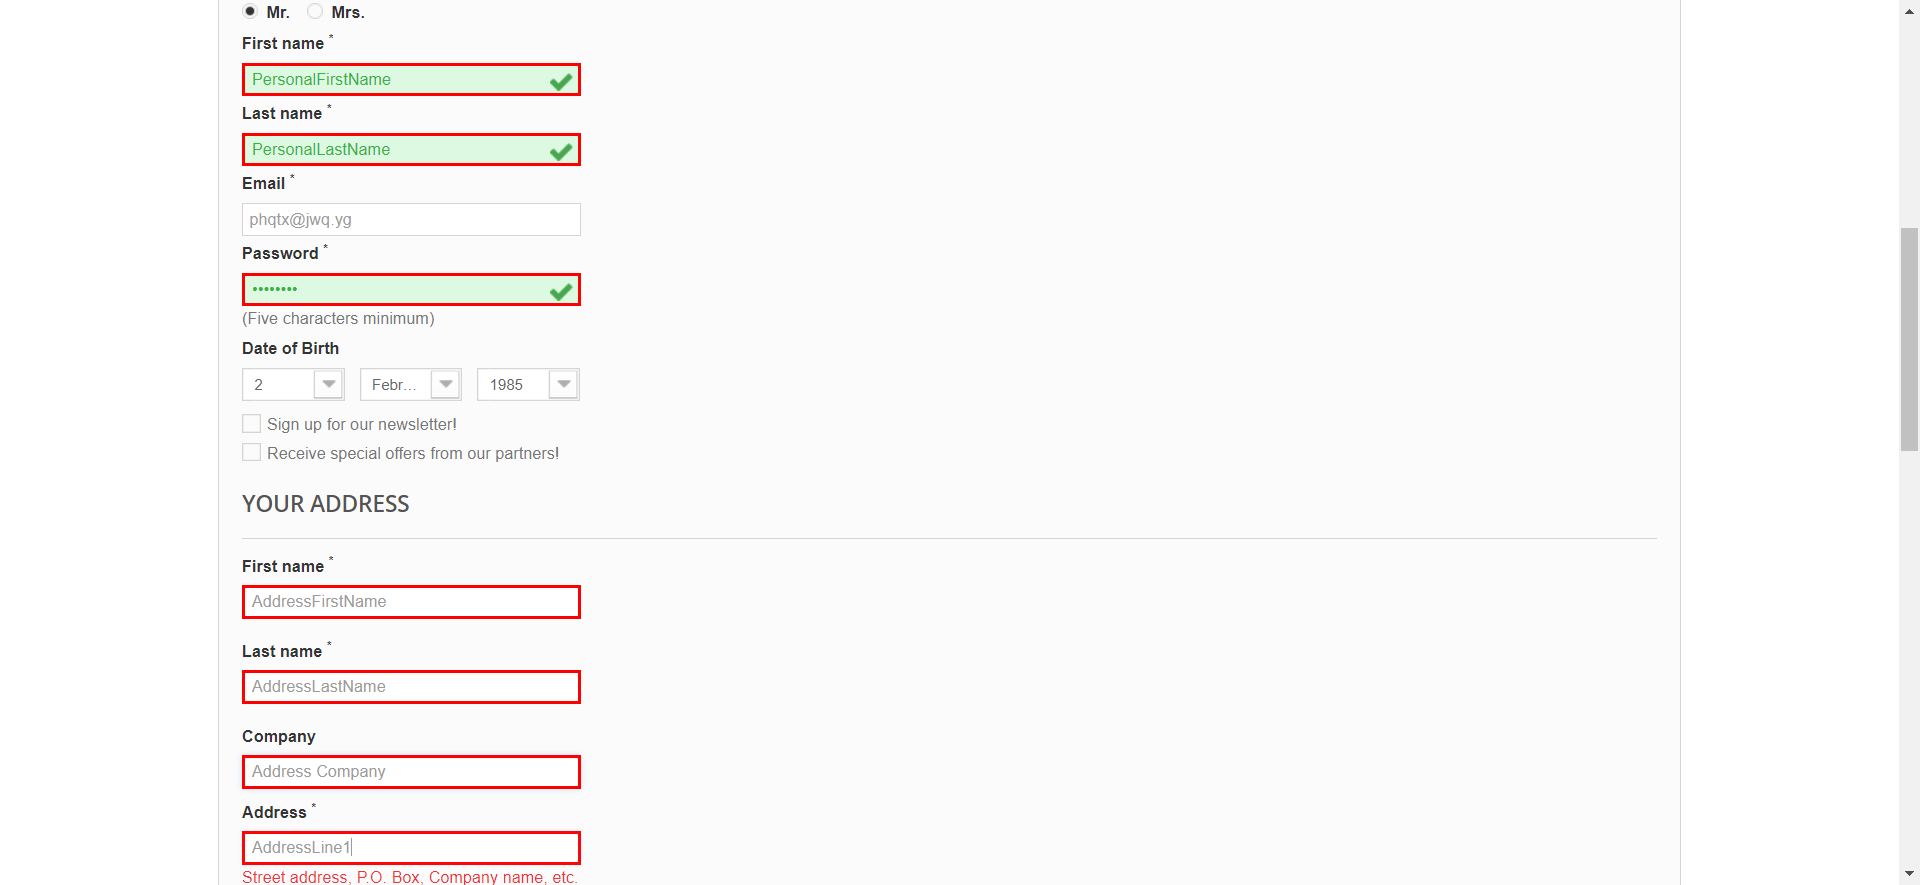 Mr. Mrs.
First name *
PersonalFirstName
Last name *
PersonalLastName
Email *
phqtx@jwq.yg
Password *
••••••••
(Five characters minimum)
Date of Birth
2 Febr... 1985
Sign up for our newsletter!
Receive special offers from our partners!
YOUR ADDRESS
First name *
AddressFirstName
Last name *
AddressLastName
Company
Address Company
Address *
AddressLine1
Street address, P.O. Box, Company name, etc.